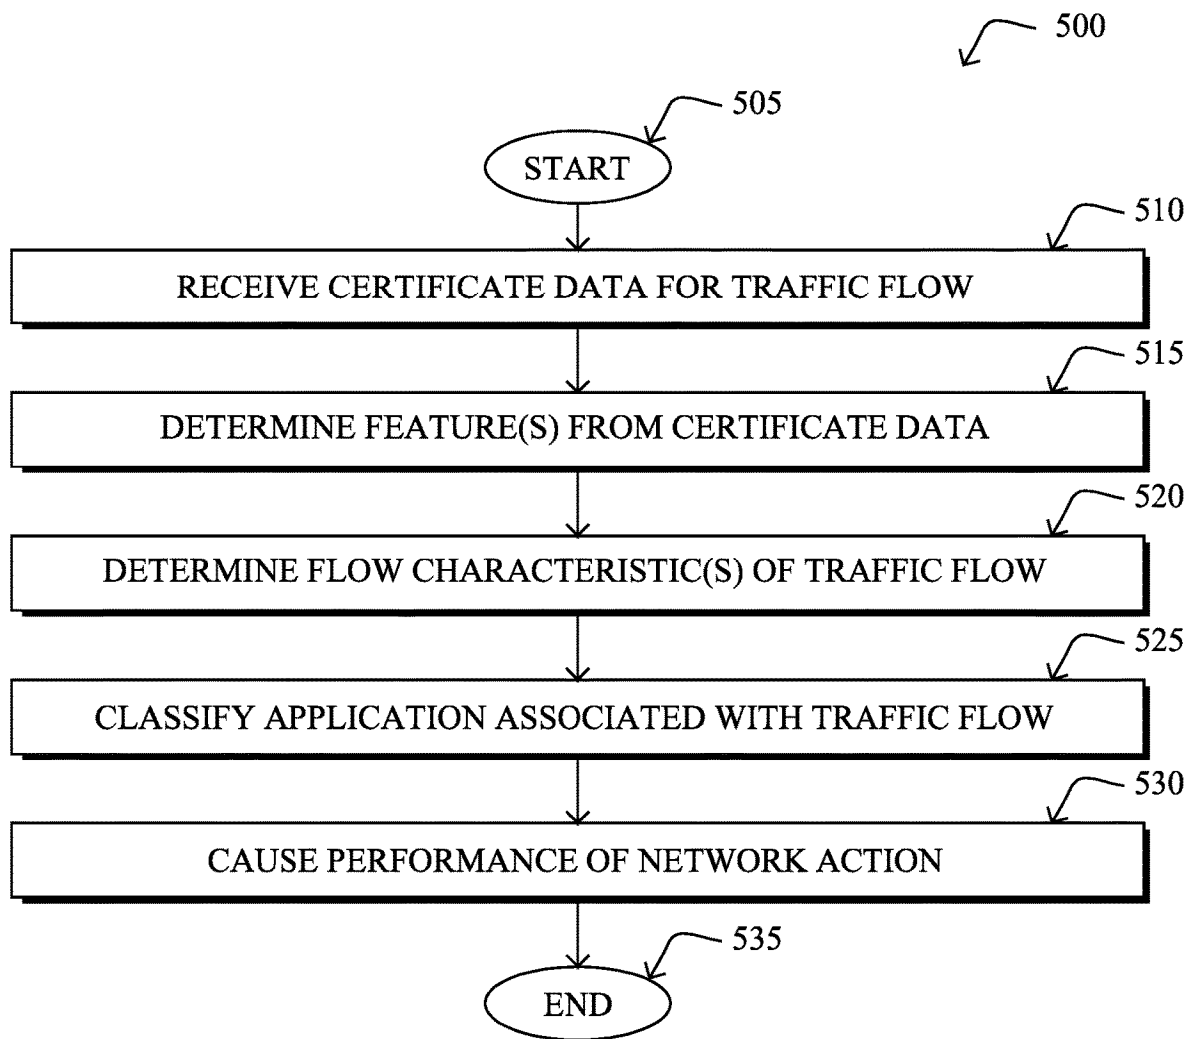 500
505
START
510
RECEIVE CERTIFICATE DATA FOR TRAFFIC FLOW
515
DETERMINE FEATURE(S) FROM CERTIFICATE DATA
520
DETERMINE FLOW CHARACTERISTIC(S) OF TRAFFIC FLOW
525
CLASSIFY APPLICATION ASSOCIATED WITH TRAFFIC FLOW
530
CAUSE PERFORMANCE OF NETWORK ACTION
535
END